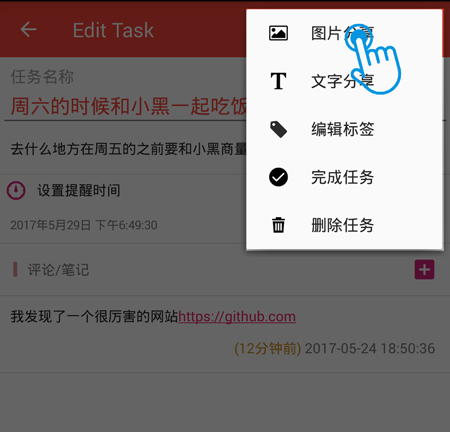 Edit Task
图片分享
任务名称
周六的时候和小黑一起吃饭
文字分享
编辑标签
去什么地方在周五的之前要和小黑商量
完成任务
设置提醒时间
2017年5月29日 下午6:49:30
删除任务
评论/笔记
我发现了一个很厉害的网站https://github.com
(12分钟前) 2017-05-24 18:50:36